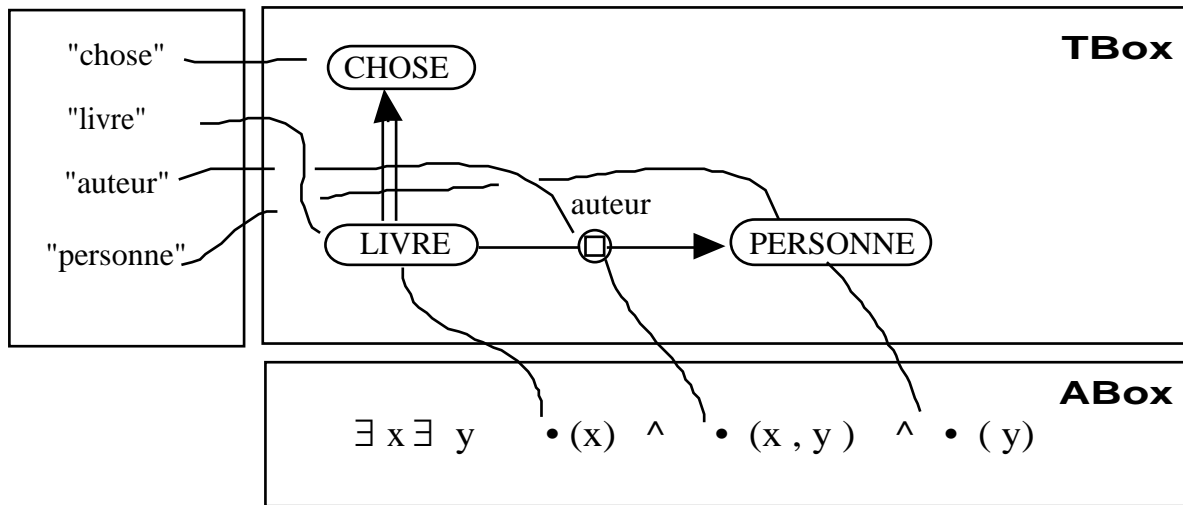 "chose"
"livre"
"auteur"
"personne"
TBox
CHOSE
auteur
LIVRE
PERSONNE
ABox
∃ x ∃ y • (x) ^ • (x , y ) ^ • ( y)